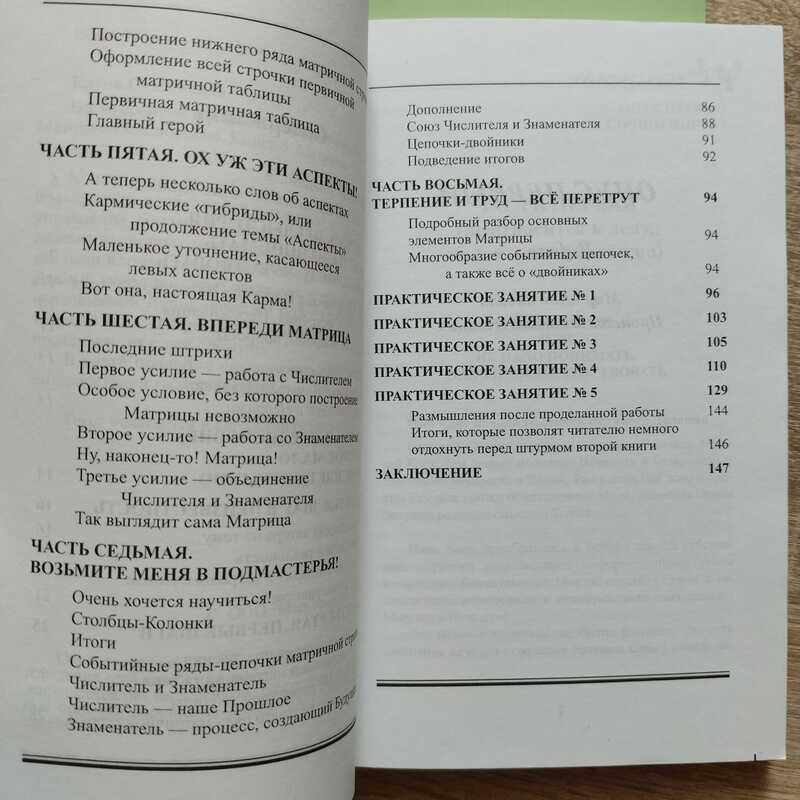 Построение нижнего ряда матричной
Оформление всей строчки первичной
матричной таблицы
Первичная матричная таблица
Главный герой
ЧАСТЬ ПЯТАЯ. ОХ УЖ ЭТИ АСПЕКТЫ!
А теперь несколько слов об аспектах
Кармические «гибриды», или
продолжение темы «Аспекты»
Маленькое уточнение, касающееся
левых аспектов
Вот она, настоящая Карма!
ЧАСТЬ ШЕСТАЯ. ВПЕРЕДИ МАТРИЦА
Последние штрихи
Первое усилие — работа с Числителем
Особое условие, без которого построение
Матрицы невозможно
Второе усилие — работа со Знаменателем
Ну, наконец-то! Матрица!
Третье усилие — объединение
Числителя и Знаменателя
Так выглядит сама Матрица
ЧАСТЬ СЕДЬМАЯ.
ВОЗЬМИТЕ МЕНЯ В ПОДМАСТЕРЬЯ!
Очень хочется научиться!
Столбцы-Колонки
Итоги
Событийные ряды-цепочки матричной
Числитель и Знаменатель
Числитель — наше Прошлое
Знаменатель — процесс, создающий
Дополнение 86
Союз Числителя и Знаменателя 88
Цепочки-двойники 91
Подведение итогов 92
ЧАСТЬ ВОСЬМАЯ.
ТЕРПЕНИЕ И ТРУД — ВСЁ ПЕРЕТРУТ 94
Подробный разбор основных
элементов Матрицы 94
Многообразие событийных цепочек,
а также всё о «двойниках» 94
ПРАКТИЧЕСКОЕ ЗАНЯТИЕ № 1 96
ПРАКТИЧЕСКОЕ ЗАНЯТИЕ № 2 103
ПРАКТИЧЕСКОЕ ЗАНЯТИЕ № 3 105
ПРАКТИЧЕСКОЕ ЗАНЯТИЕ № 4 110
ПРАКТИЧЕСКОЕ ЗАНЯТИЕ № 5 129
Размышления после проделанной работы 144
Итоги, которые позволят читателю немного
отдохнуть перед штурмом второй книги 146
ЗАКЛЮЧЕНИЕ 147